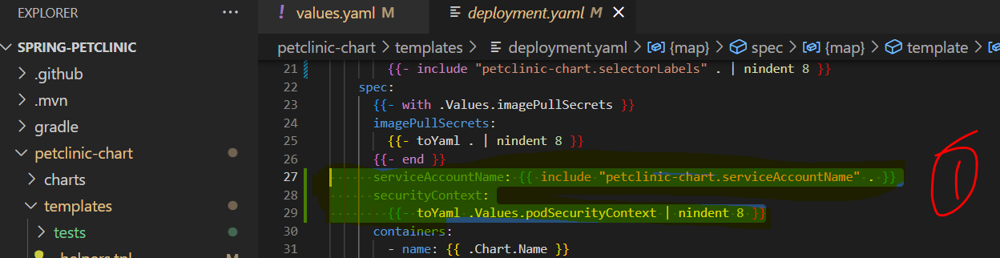 EXPLORER
···
! values.yaml M
deployment.yaml M ×
SPRING-PETCLINIC
petclinic-chart > templates > deployment.yaml > {map} > spec > {map} > template >
.github
.mvn
gradle
petclinic-chart
charts
templates
tests
_helpers.tpl M
21 {{- include "petclinic-chart.selectorLabels" . | nindent 8 }}
22 spec:
23 {{- with .Values.imagePullSecrets }}
24 imagePullSecrets:
25 {{- toYaml . | nindent 8 }}
26 {{- end }}
27 serviceAccountName: {{ include "petclinic-chart.serviceAccountName" . }}
28 securityContext:
29 {{- toYaml .Values.podSecurityContext | nindent 8 }}
30 containers:
31 - name: {{ .Chart.Name }}
1